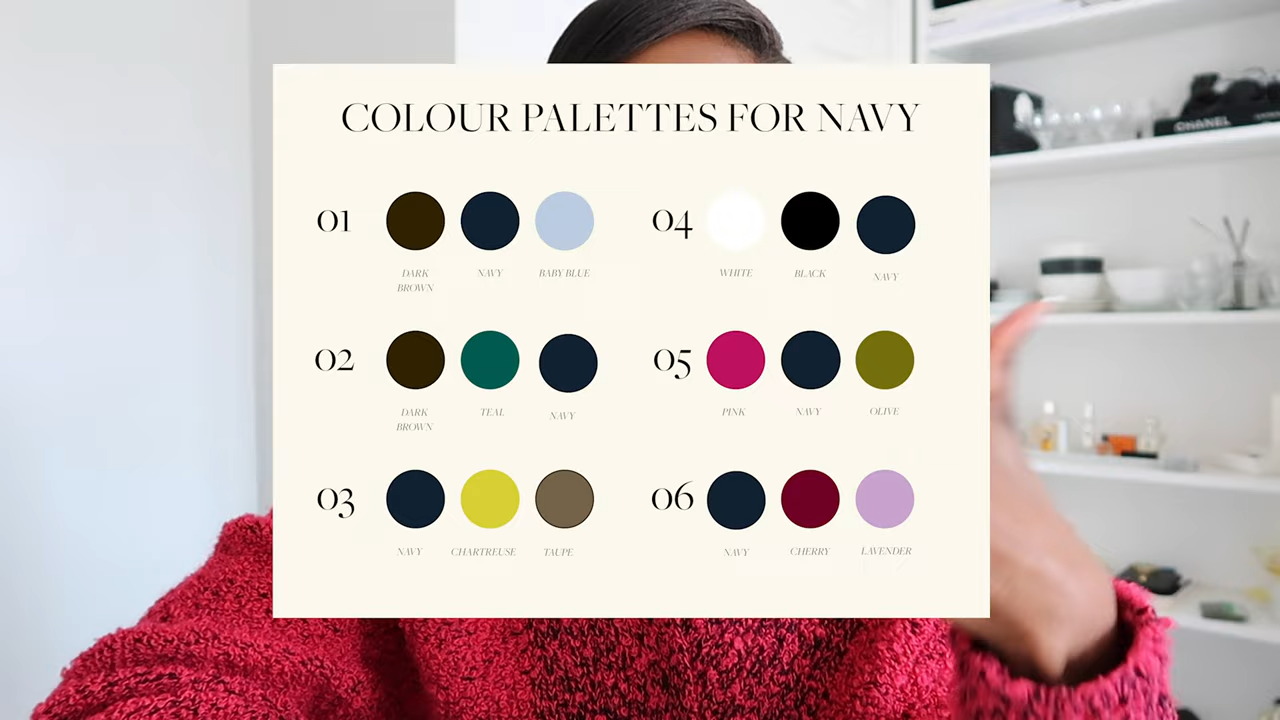 COLOUR PALETTES FOR NAVY
01
DARK
BROWN
NAVY
BABY BLUE
02
DARK
BROWN
TEAL
NAVY
03
NAVY
CHARTREUSE
TAUPE
04
WHITE
BLACK
NAVY
05
PINK
NAVY
OLIVE
06
NAVY
CHERRY
LAVENDER
CHANEL